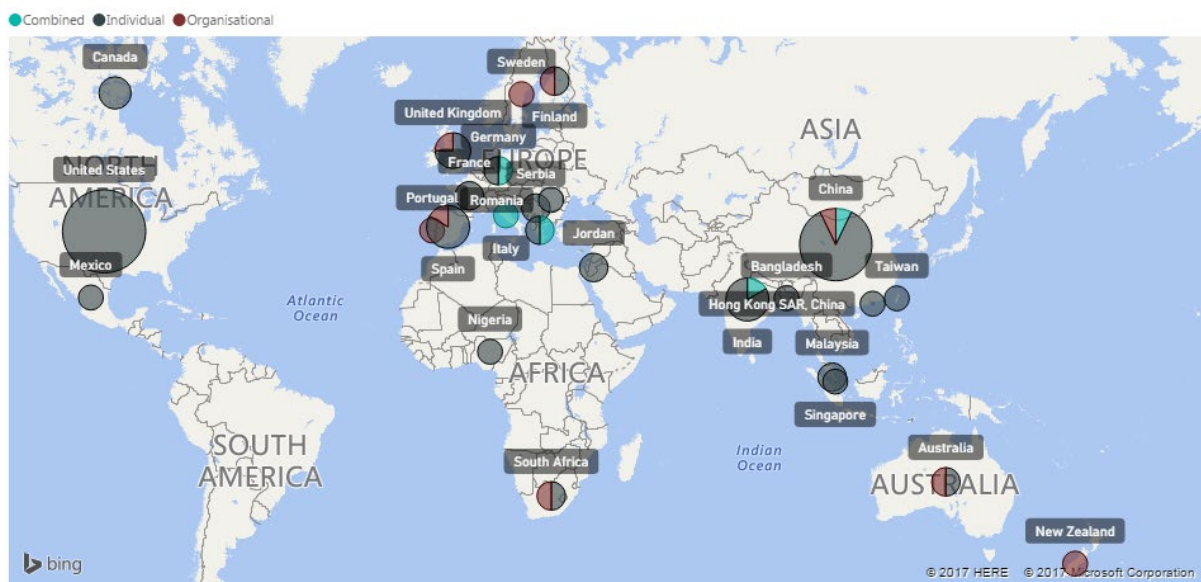 Combined Individual Organisational
Canada
Sweden
United Kingdom
Finland
ASIA
Germany
NORTH
AMERICA
United States
France
EUROPE
Serbia
China
Portugal
Romania
Italy
Jordan
Mexico
Spain
Bangladesh
Taiwan
Atlantic
Ocean
Hong Kong SAR, China
Nigeria
India
Malaysia
AFRICA
Singapore
SOUTH
AMERICA
Indian
Ocean
South Africa
Australia
AUSTRALIA
New Zealand
bing
© 2017 HERE © 2017 Microsoft Corporation